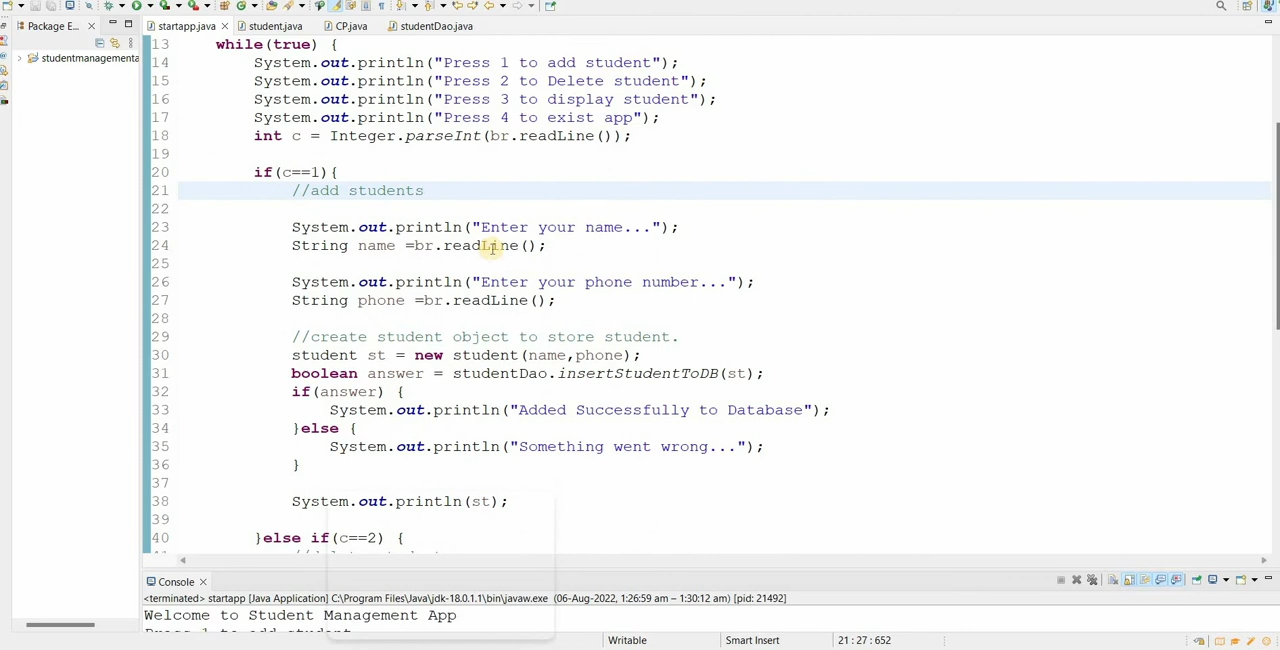 startapp.java student.java CP.java studentDao.java
Package E...
studentmanagementa
13 while(true) {
14 System.out.println("Press 1 to add student");
15 System.out.println("Press 2 to Delete student");
16 System.out.println("Press 3 to display student");
17 System.out.println("Press 4 to exist app");
18 int c = Integer.parseInt(br.readLine());
19
20 if(c==1){
21 //add students
22
23 System.out.println("Enter your name...");
24 String name =br.readLine();
25
26 System.out.println("Enter your phone number...");
27 String phone =br.readLine();
28
29 //create student object to store student.
30 student st = new student(name,phone);
31 boolean answer = studentDao.insertStudentToDB(st);
32 if(answer) {
33 System.out.println("Added Successfully to Database");
34 }else {
35 System.out.println("Something went wrong...");
36 }
37
38 System.out.println(st);
39
40 }else if(c==2) {
Console
<terminated> startapp [Java Application] C:\Program Files\Java\jdk-18.0.1.1\bin\javaw.exe (06-Aug-2022, 1:26:59 am – 1:30:12 am) [pid: 21492]
Welcome to Student Management App
Press 1 to add student
Writable Smart Insert 21 : 27 : 652